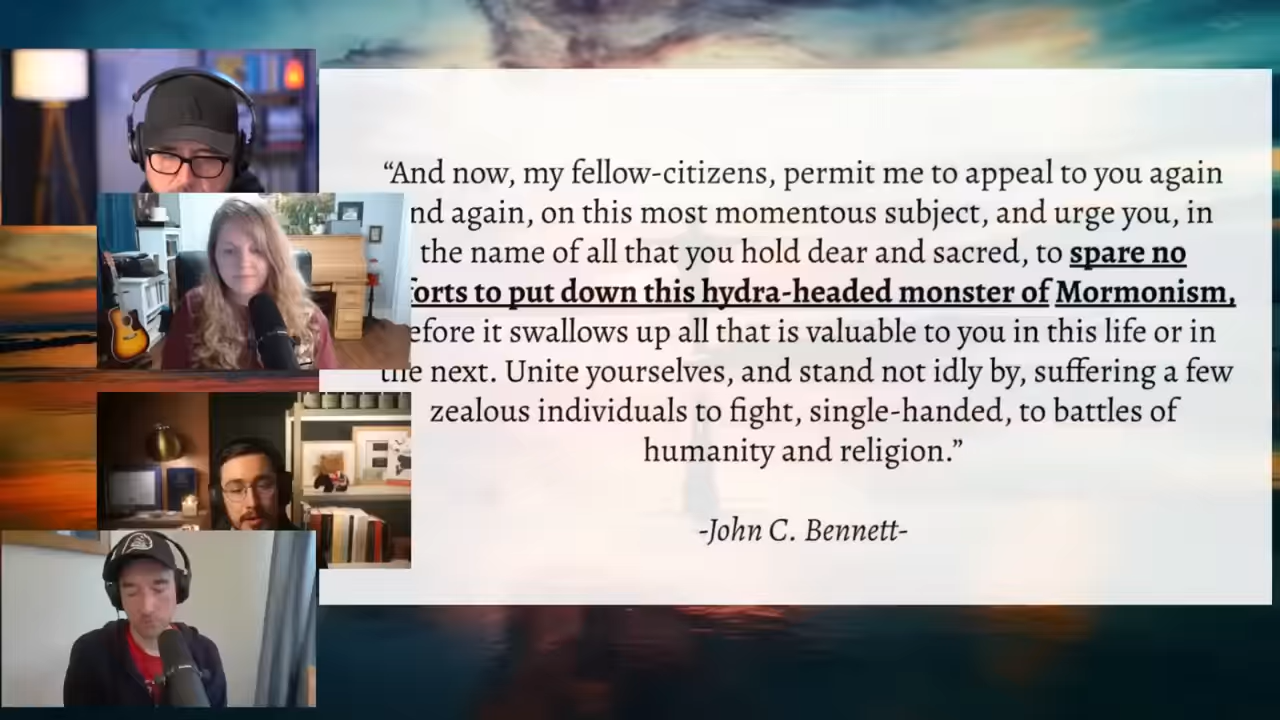 “And now, my fellow-citizens, permit me to appeal to you again
nd again, on this most momentous subject, and urge you, in
the name of all that you hold dear and sacred, to spare no
forts to put down this hydra-headed monster of Mormonism,
efore it swallows up all that is valuable to you in this life or in
the next. Unite yourselves, and stand not idly by, suffering a few
zealous individuals to fight, single-handed, to battles of
humanity and religion.”
-John C. Bennett-